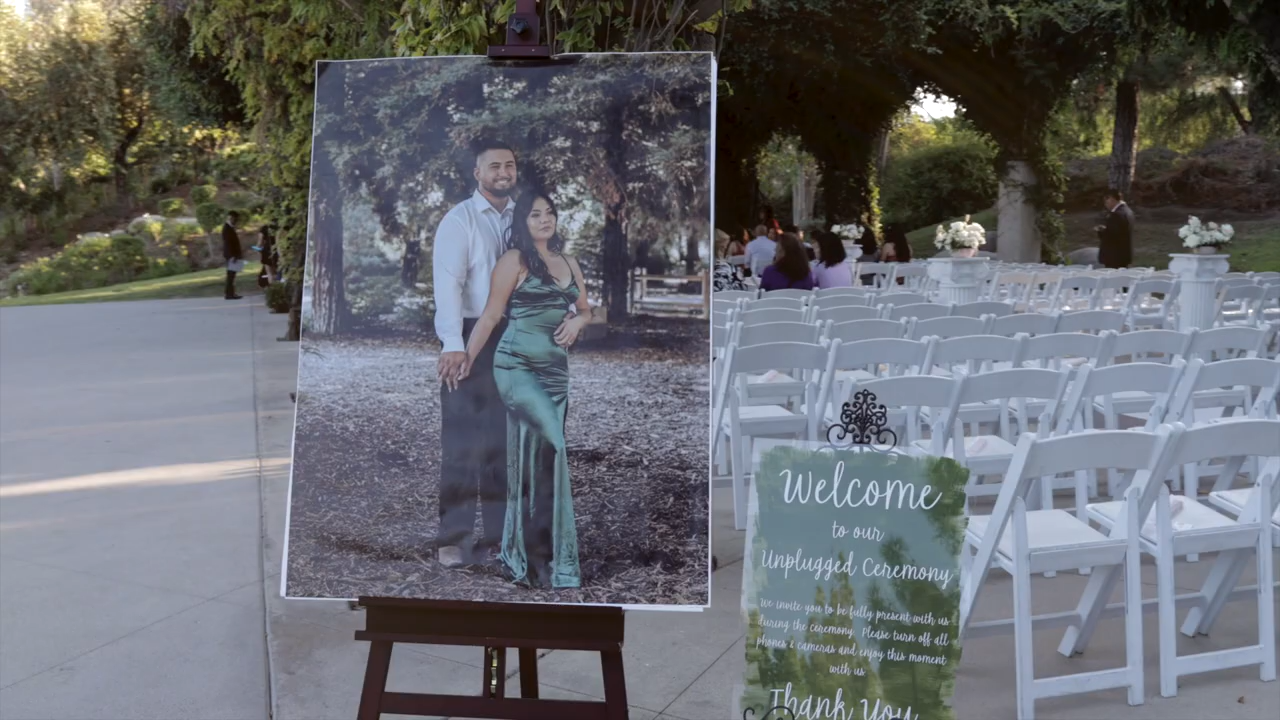 Welcome
to our
Unplugged Ceremony
We invite you to be fully present with us
during the ceremony. Please turn off all
phones & cameras and enjoy this moment
with us
Thank You